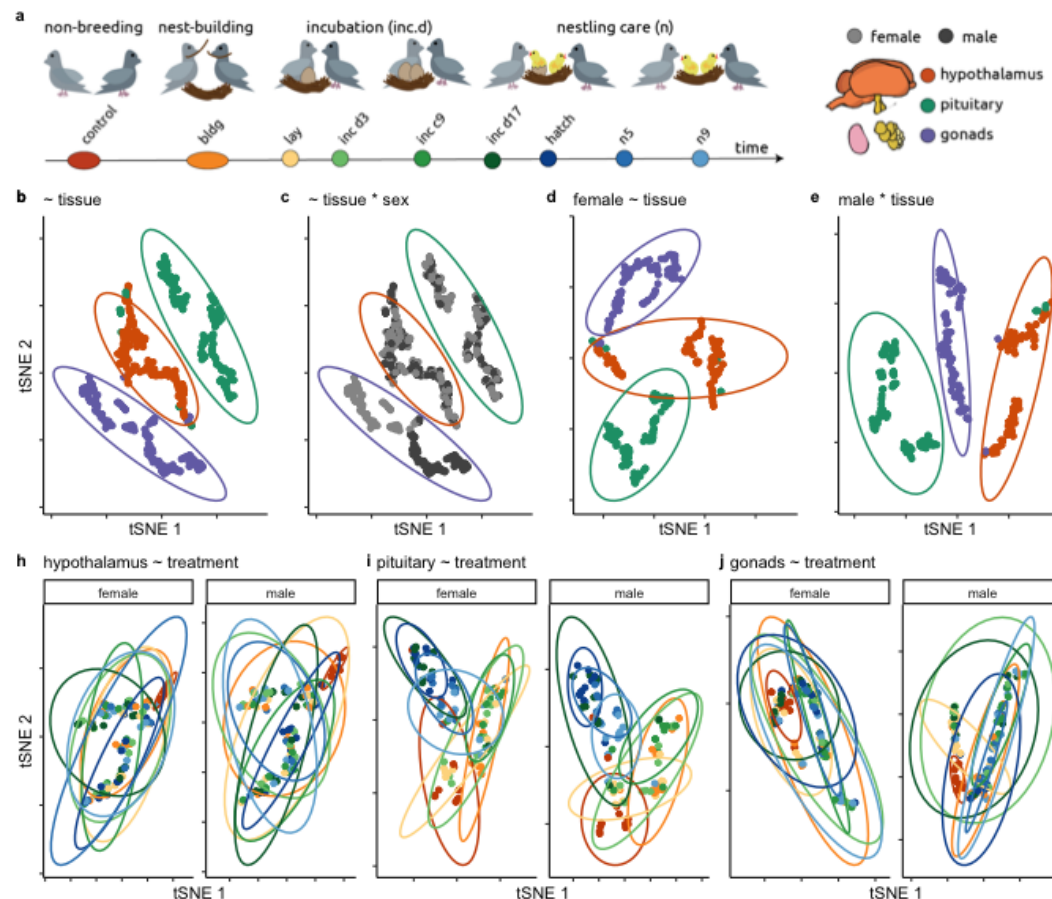 a
non-breeding nest-building incubation (inc.d) nestling care (n)
female male
hypothalamus
pituitary
gonads
control bldg lay inc d3 inc c9 inc d17 hatch n5 n9 time
b ~ tissue c ~ tissue * sex d female ~ tissue e male * tissue
tSNE 2
tSNE 1 tSNE 1 tSNE 1 tSNE 1
h hypothalamus ~ treatment i pituitary ~ treatment j gonads ~ treatment
female male female male female male
tSNE 2
tSNE 1 tSNE 1 tSNE 1